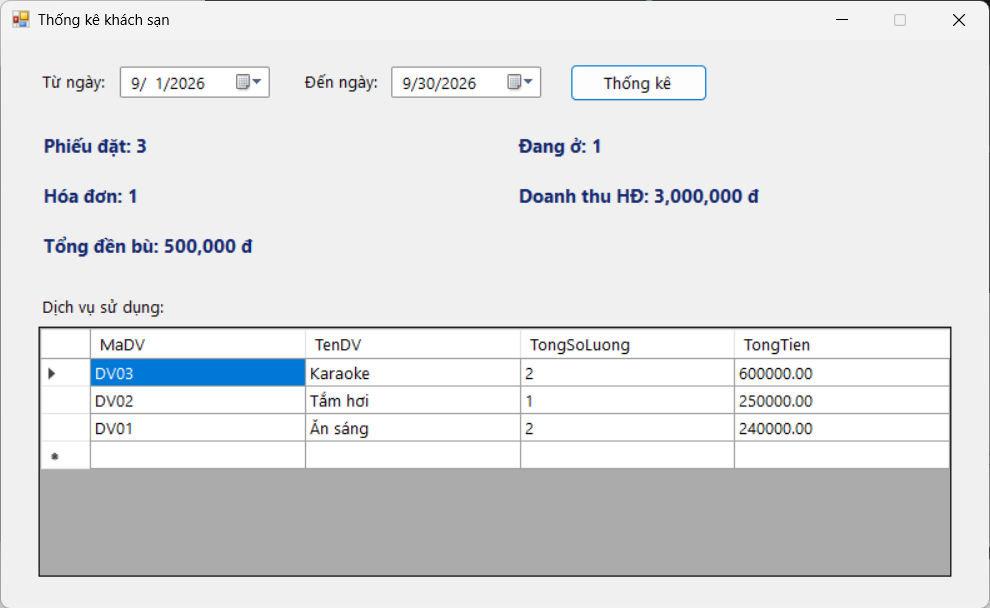 Thống kê khách sạn
Từ ngày: 9/ 1/2026 Đến ngày: 9/30/2026 Thống kê
Phiếu đặt: 3 Đang ở: 1
Hóa đơn: 1 Doanh thu HĐ: 3,000,000 đ
Tổng đền bù: 500,000 đ
Dịch vụ sử dụng:
MaDV TenDV TongSoLuong TongTien
DV03 Karaoke 2 600000.00
DV02 Tắm hơi 1 250000.00
DV01 Ăn sáng 2 240000.00